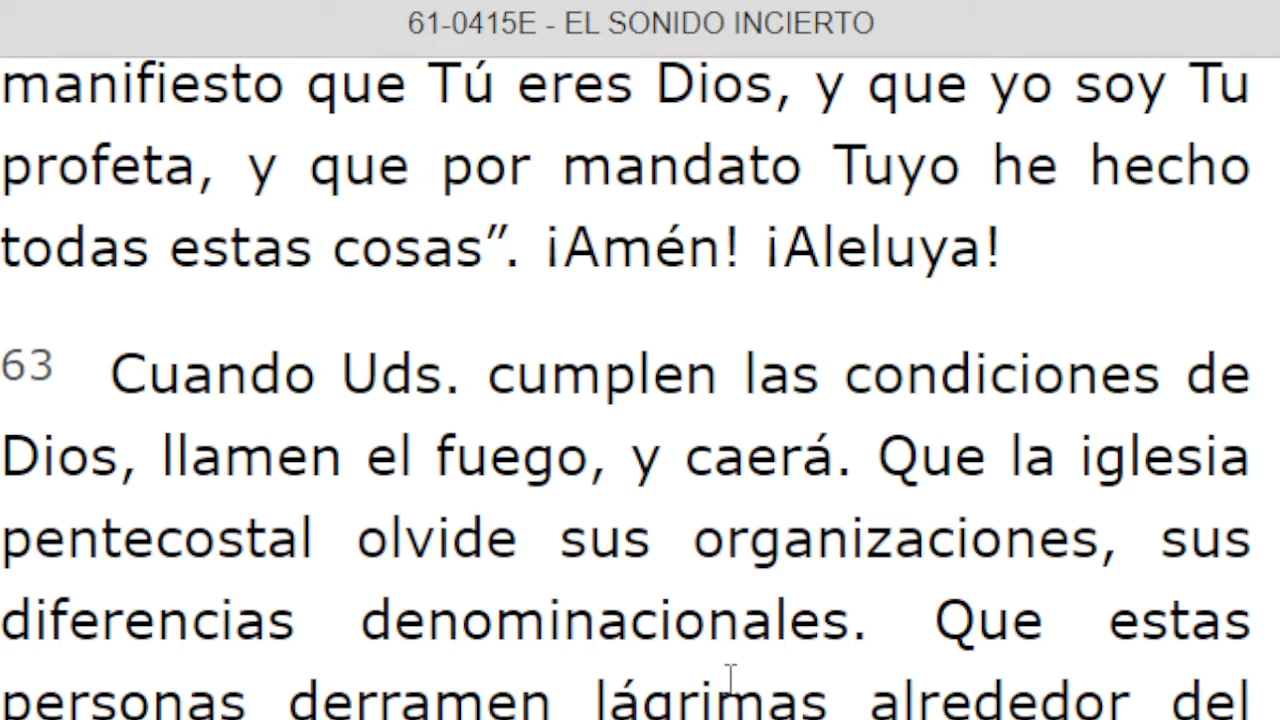 61-0415E - EL SONIDO INCIERTO
manifiesto que Tú eres Dios, y que yo soy Tu
profeta, y que por mandato Tuyo he hecho
todas estas cosas”. ¡Amén! ¡Aleluya!
63 Cuando Uds. cumplen las condiciones de
Dios, llamen el fuego, y caerá. Que la iglesia
pentecostal olvide sus organizaciones, sus
diferencias denominacionales. Que estas
personas derramen lágrimas alrededor del